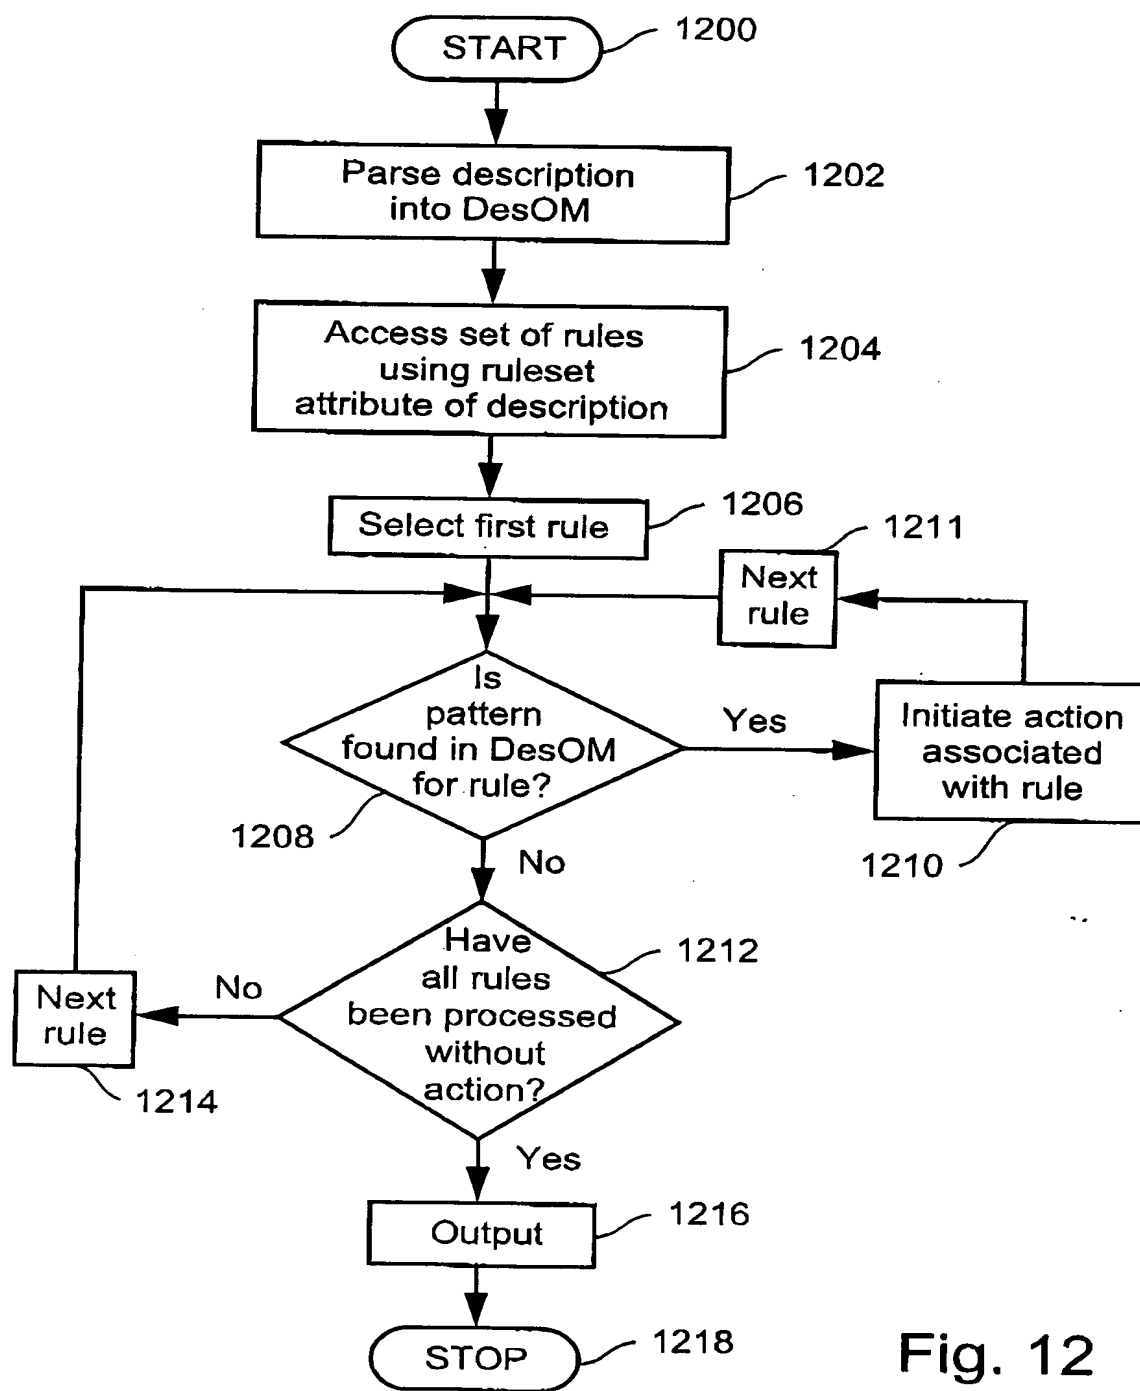 START
1200
Parse description
into DesOM
1202
Access set of rules
using ruleset
attribute of description
1204
Select first rule
1206
1211
Next
rule
Is
pattern
found in DesOM
for rule?
1208
Yes
Initiate action
associated
with rule
1210
No
Have
all rules
been processed
without
action?
1212
No
Next
rule
1214
Yes
Output
1216
STOP
1218
Fig. 12